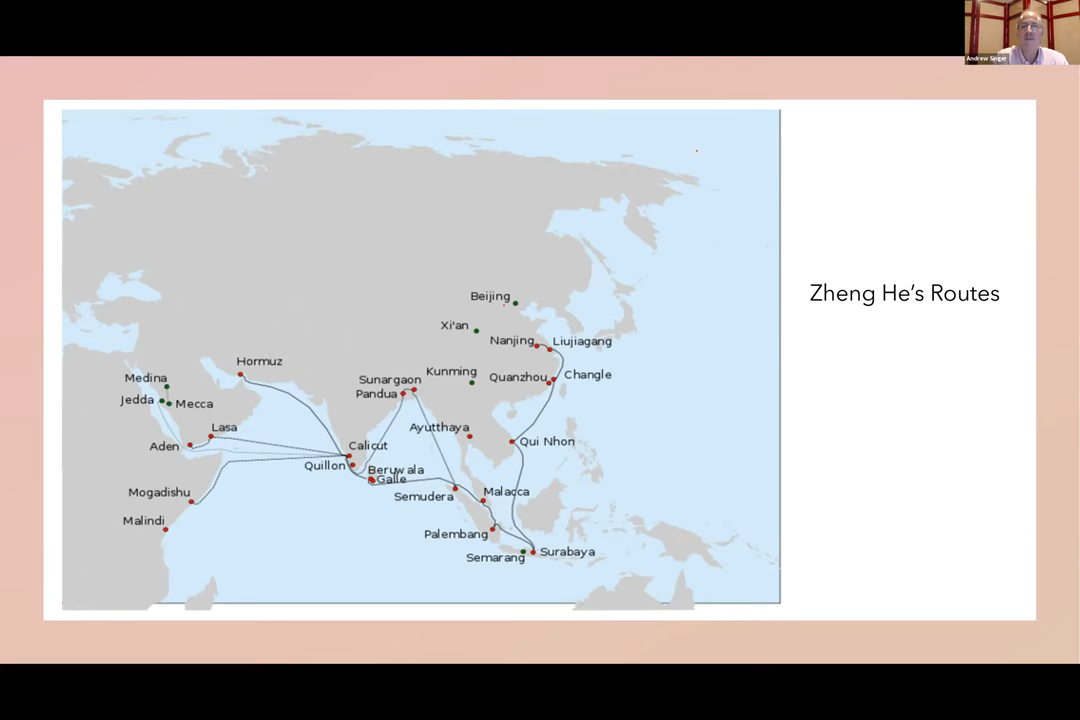 Andrew Singer
Zheng He's Routes
Beijing
Xi'an
Nanjing
Liujiagang
Hormuz
Kunming
Quanzhou
Changle
Medina
Sunargaon
Pandua
Jedda
Mecca
Lasa
Ayutthaya
Qui Nhon
Aden
Calicut
Quillon
Beruwala
Galle
Mogadishu
Semudera
Malacca
Malindi
Palembang
Semarang
Surabaya